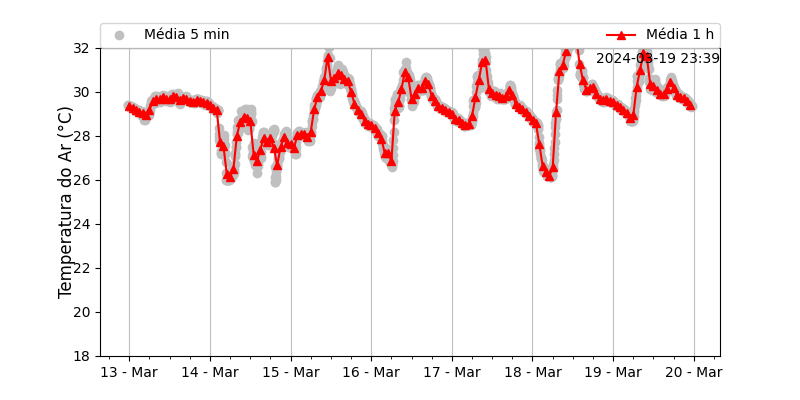 Média 5 min
Média 1 h
2024-03-19 23:39
Temperatura do Ar (°C)
32
30
28
26
24
22
20
18
13 - Mar
14 - Mar
15 - Mar
16 - Mar
17 - Mar
18 - Mar
19 - Mar
20 - Mar